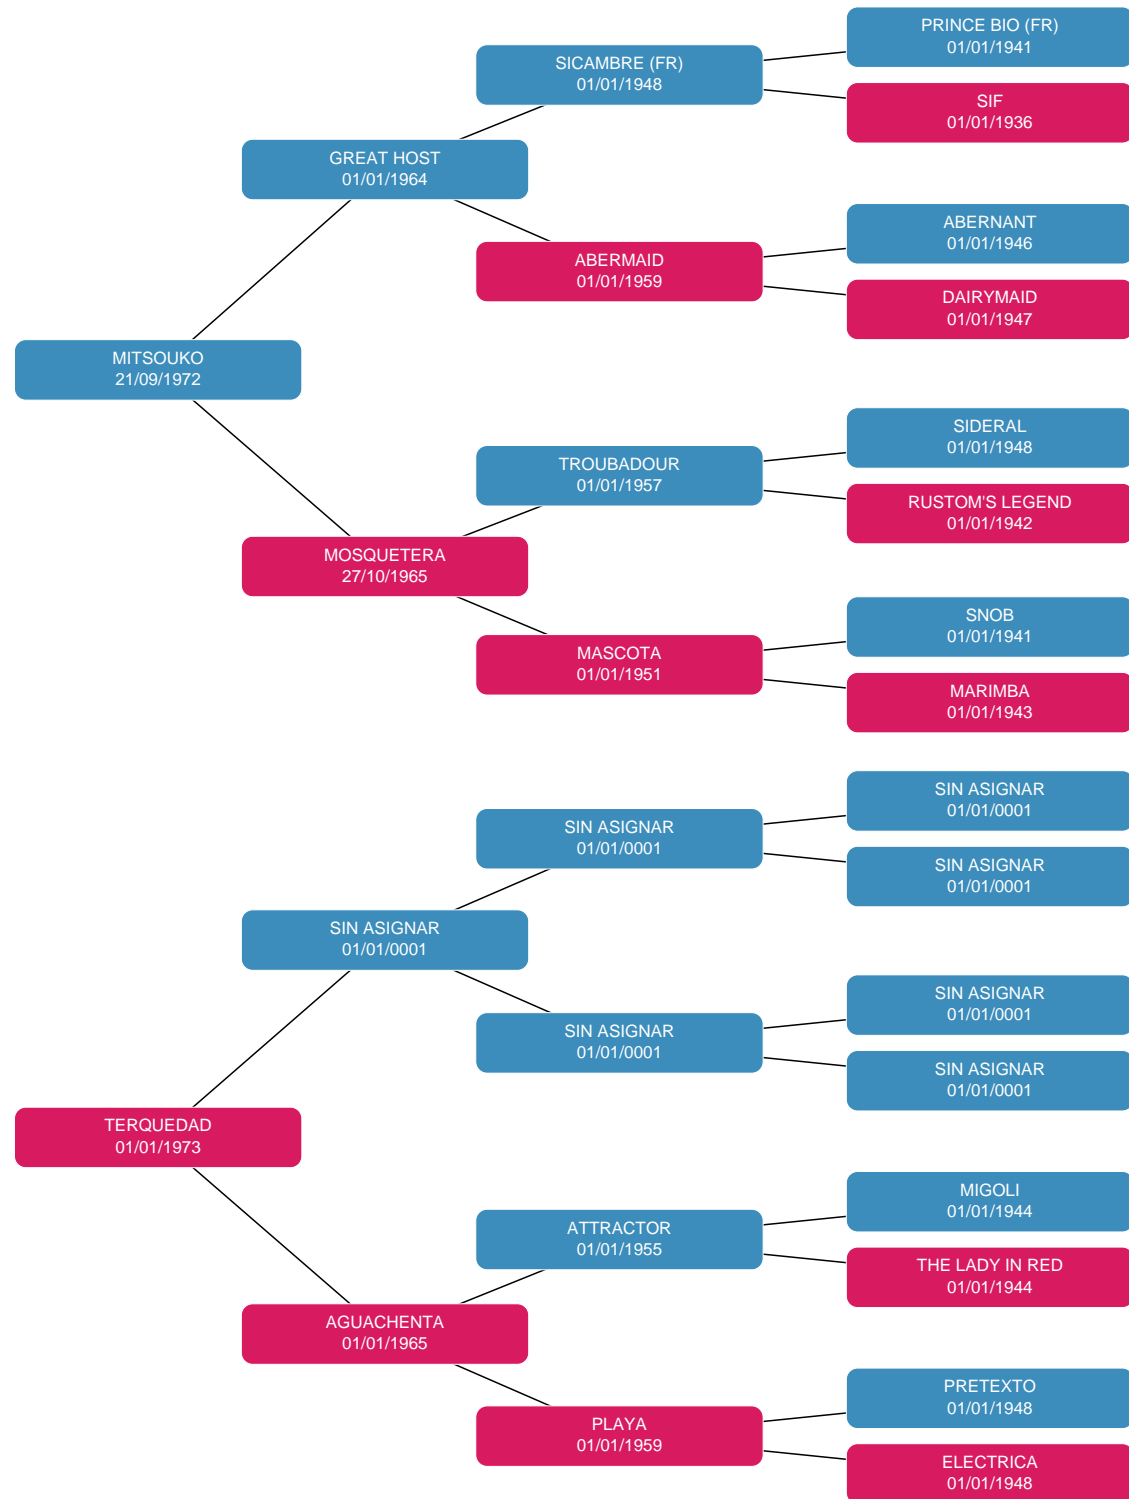 PRINCE BIO (FR)
01/01/1941
SICAMBRE (FR)
01/01/1948
SIF
01/01/1936
GREAT HOST
01/01/1964
ABERNANT
01/01/1946
ABERMAID
01/01/1959
DAIRYMAID
01/01/1947
MITSOUKO
21/09/1972
SIDERAL
01/01/1948
TROUBADOUR
01/01/1957
RUSTOM'S LEGEND
01/01/1942
MOSQUETERA
27/10/1965
SNOB
01/01/1941
MASCOTA
01/01/1951
MARIMBA
01/01/1943
SIN ASIGNAR
01/01/0001
SIN ASIGNAR
01/01/0001
SIN ASIGNAR
01/01/0001
SIN ASIGNAR
01/01/0001
SIN ASIGNAR
01/01/0001
SIN ASIGNAR
01/01/0001
SIN ASIGNAR
01/01/0001
TERQUEDAD
01/01/1973
MIGOLI
01/01/1944
ATTRACTOR
01/01/1955
THE LADY IN RED
01/01/1944
AGUACHENTA
01/01/1965
PRETEXTO
01/01/1948
PLAYA
01/01/1959
ELECTRICA
01/01/1948